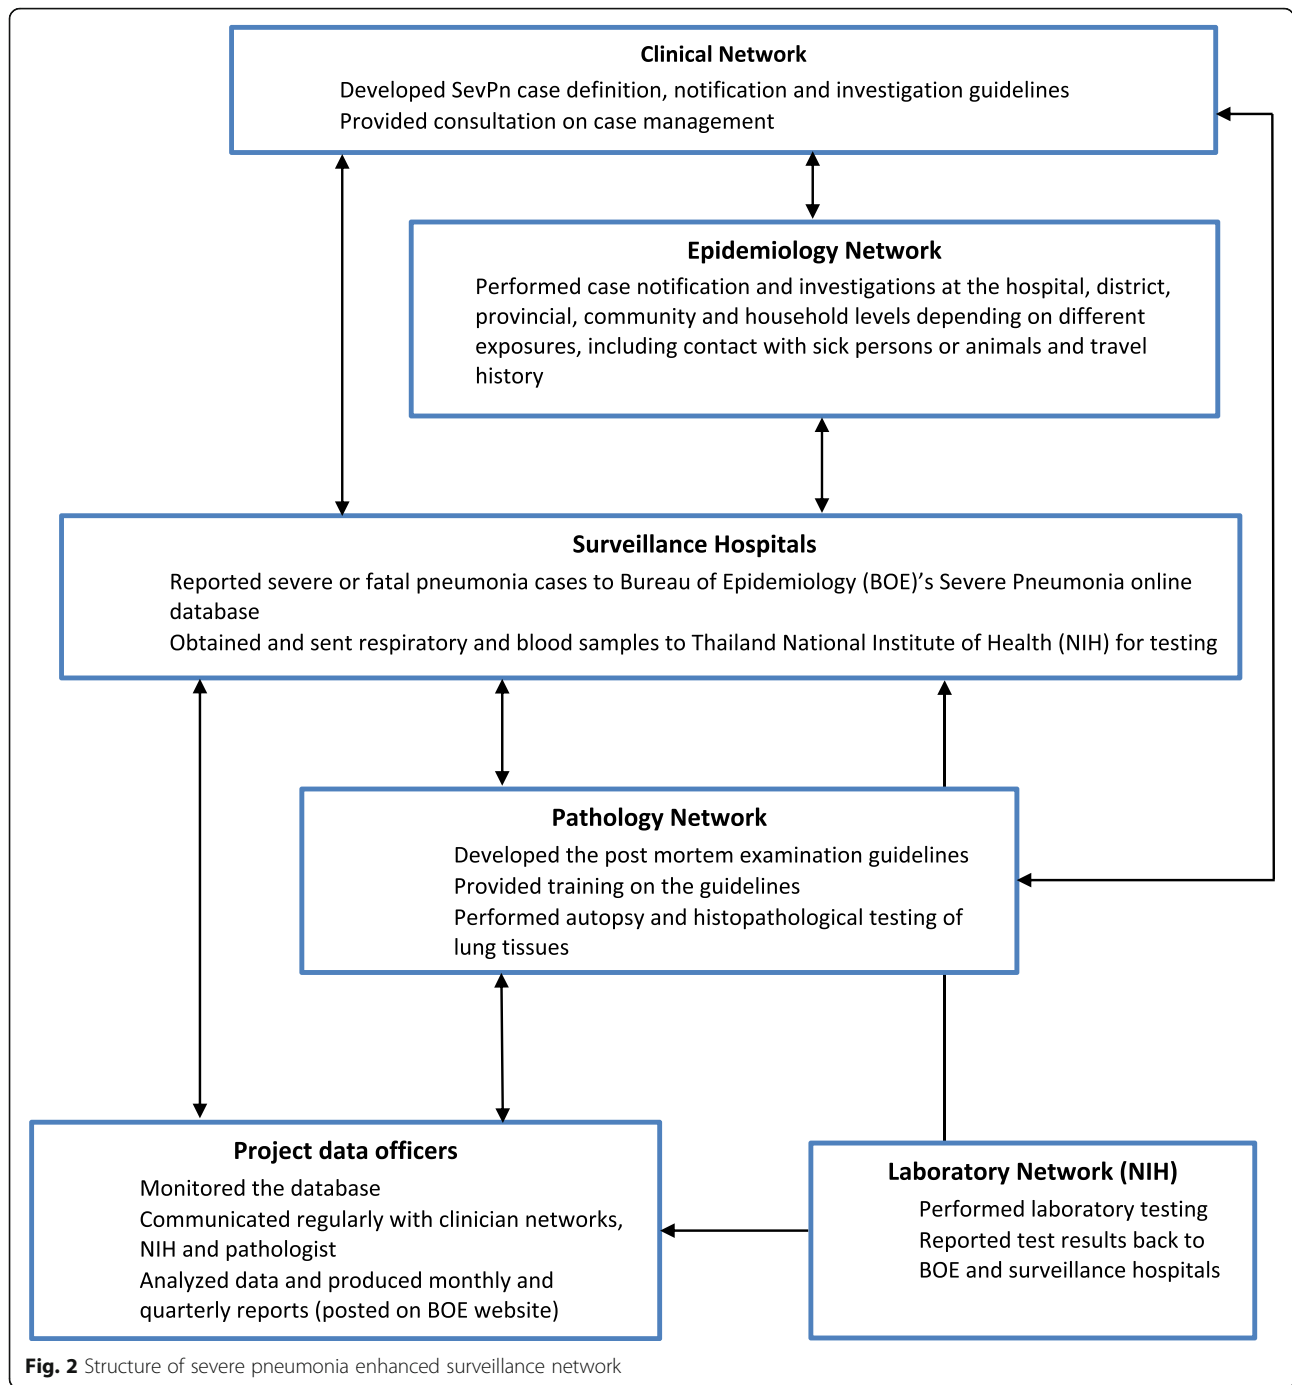 Clinical Network
Developed SevPn case definition, notification and investigation guidelines
Provided consultation on case management
Epidemiology Network
Performed case notification and investigations at the hospital, district,
provincial, community and household levels depending on different
exposures, including contact with sick persons or animals and travel
history
Surveillance Hospitals
Reported severe or fatal pneumonia cases to Bureau of Epidemiology (BOE)’s Severe Pneumonia online
database
Obtained and sent respiratory and blood samples to Thailand National Institute of Health (NIH) for testing
Pathology Network
Developed the post mortem examination guidelines
Provided training on the guidelines
Performed autopsy and histopathological testing of
lung tissues
Project data officers
Monitored the database
Communicated regularly with clinician networks,
NIH and pathologist
Analyzed data and produced monthly and
quarterly reports (posted on BOE website)
Laboratory Network (NIH)
Performed laboratory testing
Reported test results back to
BOE and surveillance hospitals
Fig. 2 Structure of severe pneumonia enhanced surveillance network